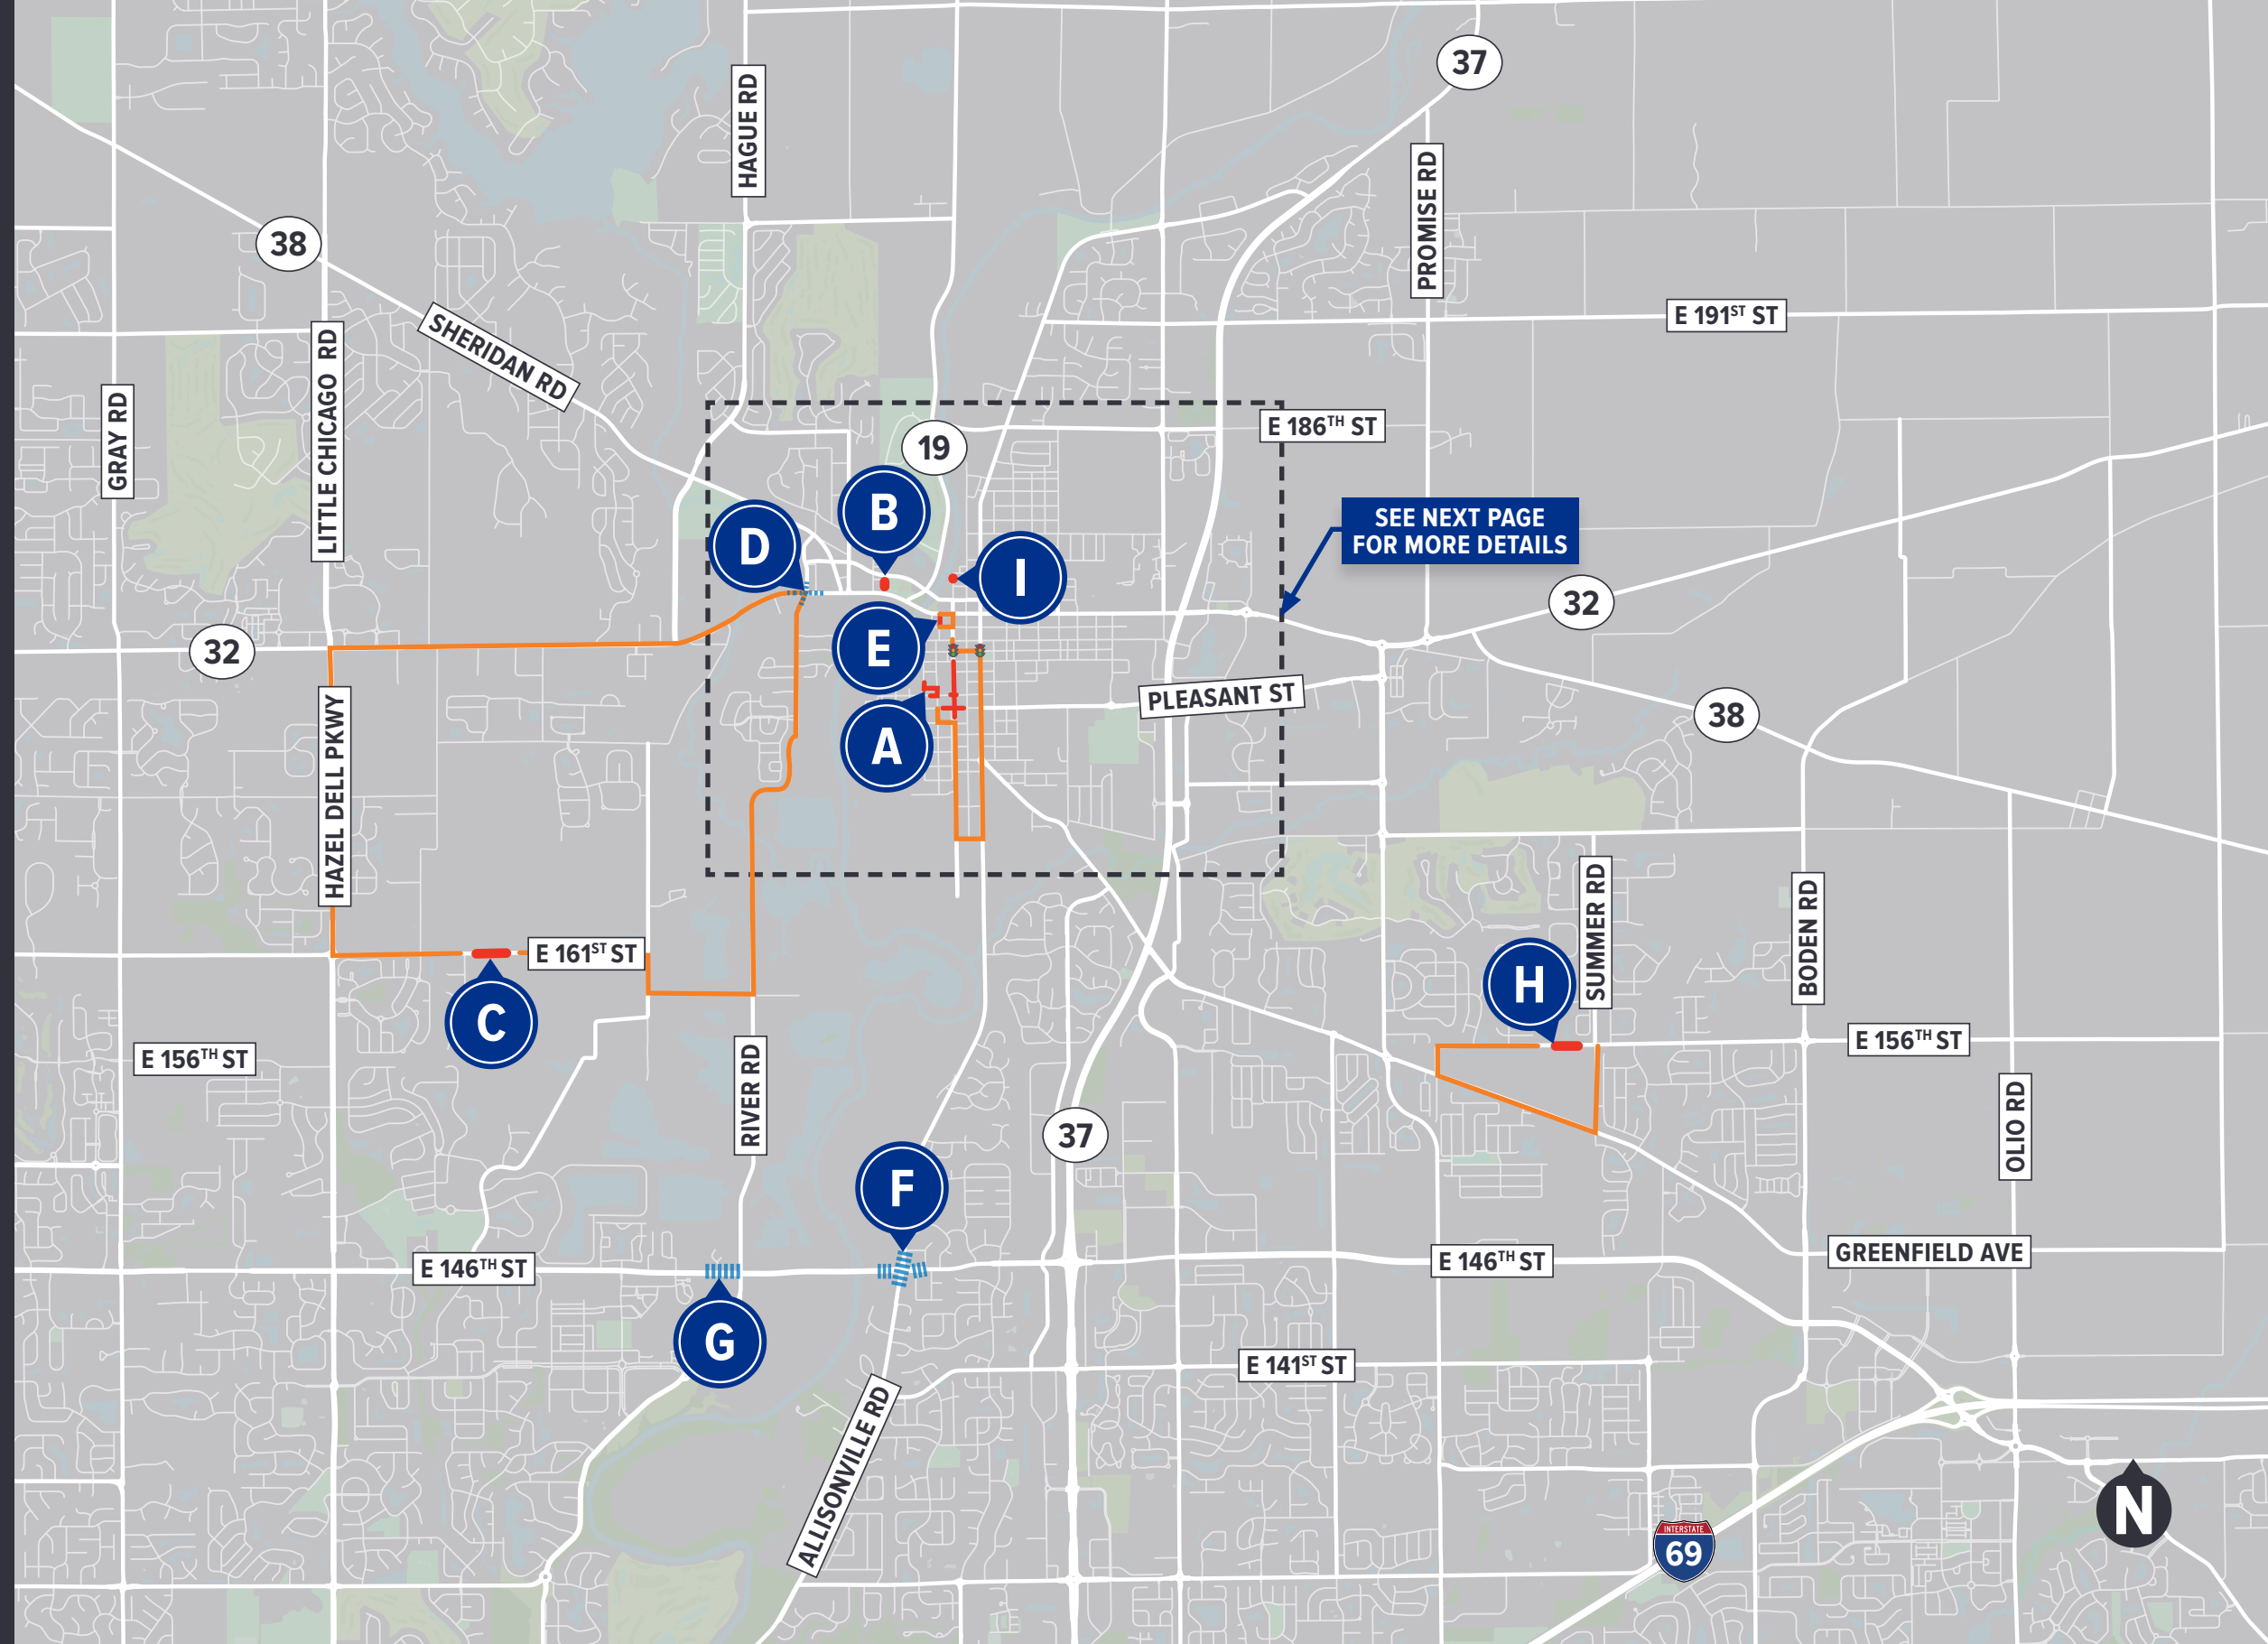 37
HAGUE RD
PROMISE RD
38
E 191ST ST
SHERIDAN RD
LITTLE CHICAGO RD
GRAY RD
E 186TH ST
19
B
SEE NEXT PAGE
FOR MORE DETAILS
D
I
32
E
32
PLEASANT ST
38
A
HAZEL DELL PKWY
SUMMER RD
BODEN RD
E 161ST ST
H
C
E 156TH ST
E 156TH ST
RIVER RD
37
OLIO RD
F
E 146TH ST
E 146TH ST
GREENFIELD AVE
G
E 141ST ST
ALLISONVILLE RD
N
INTERSTATE
69